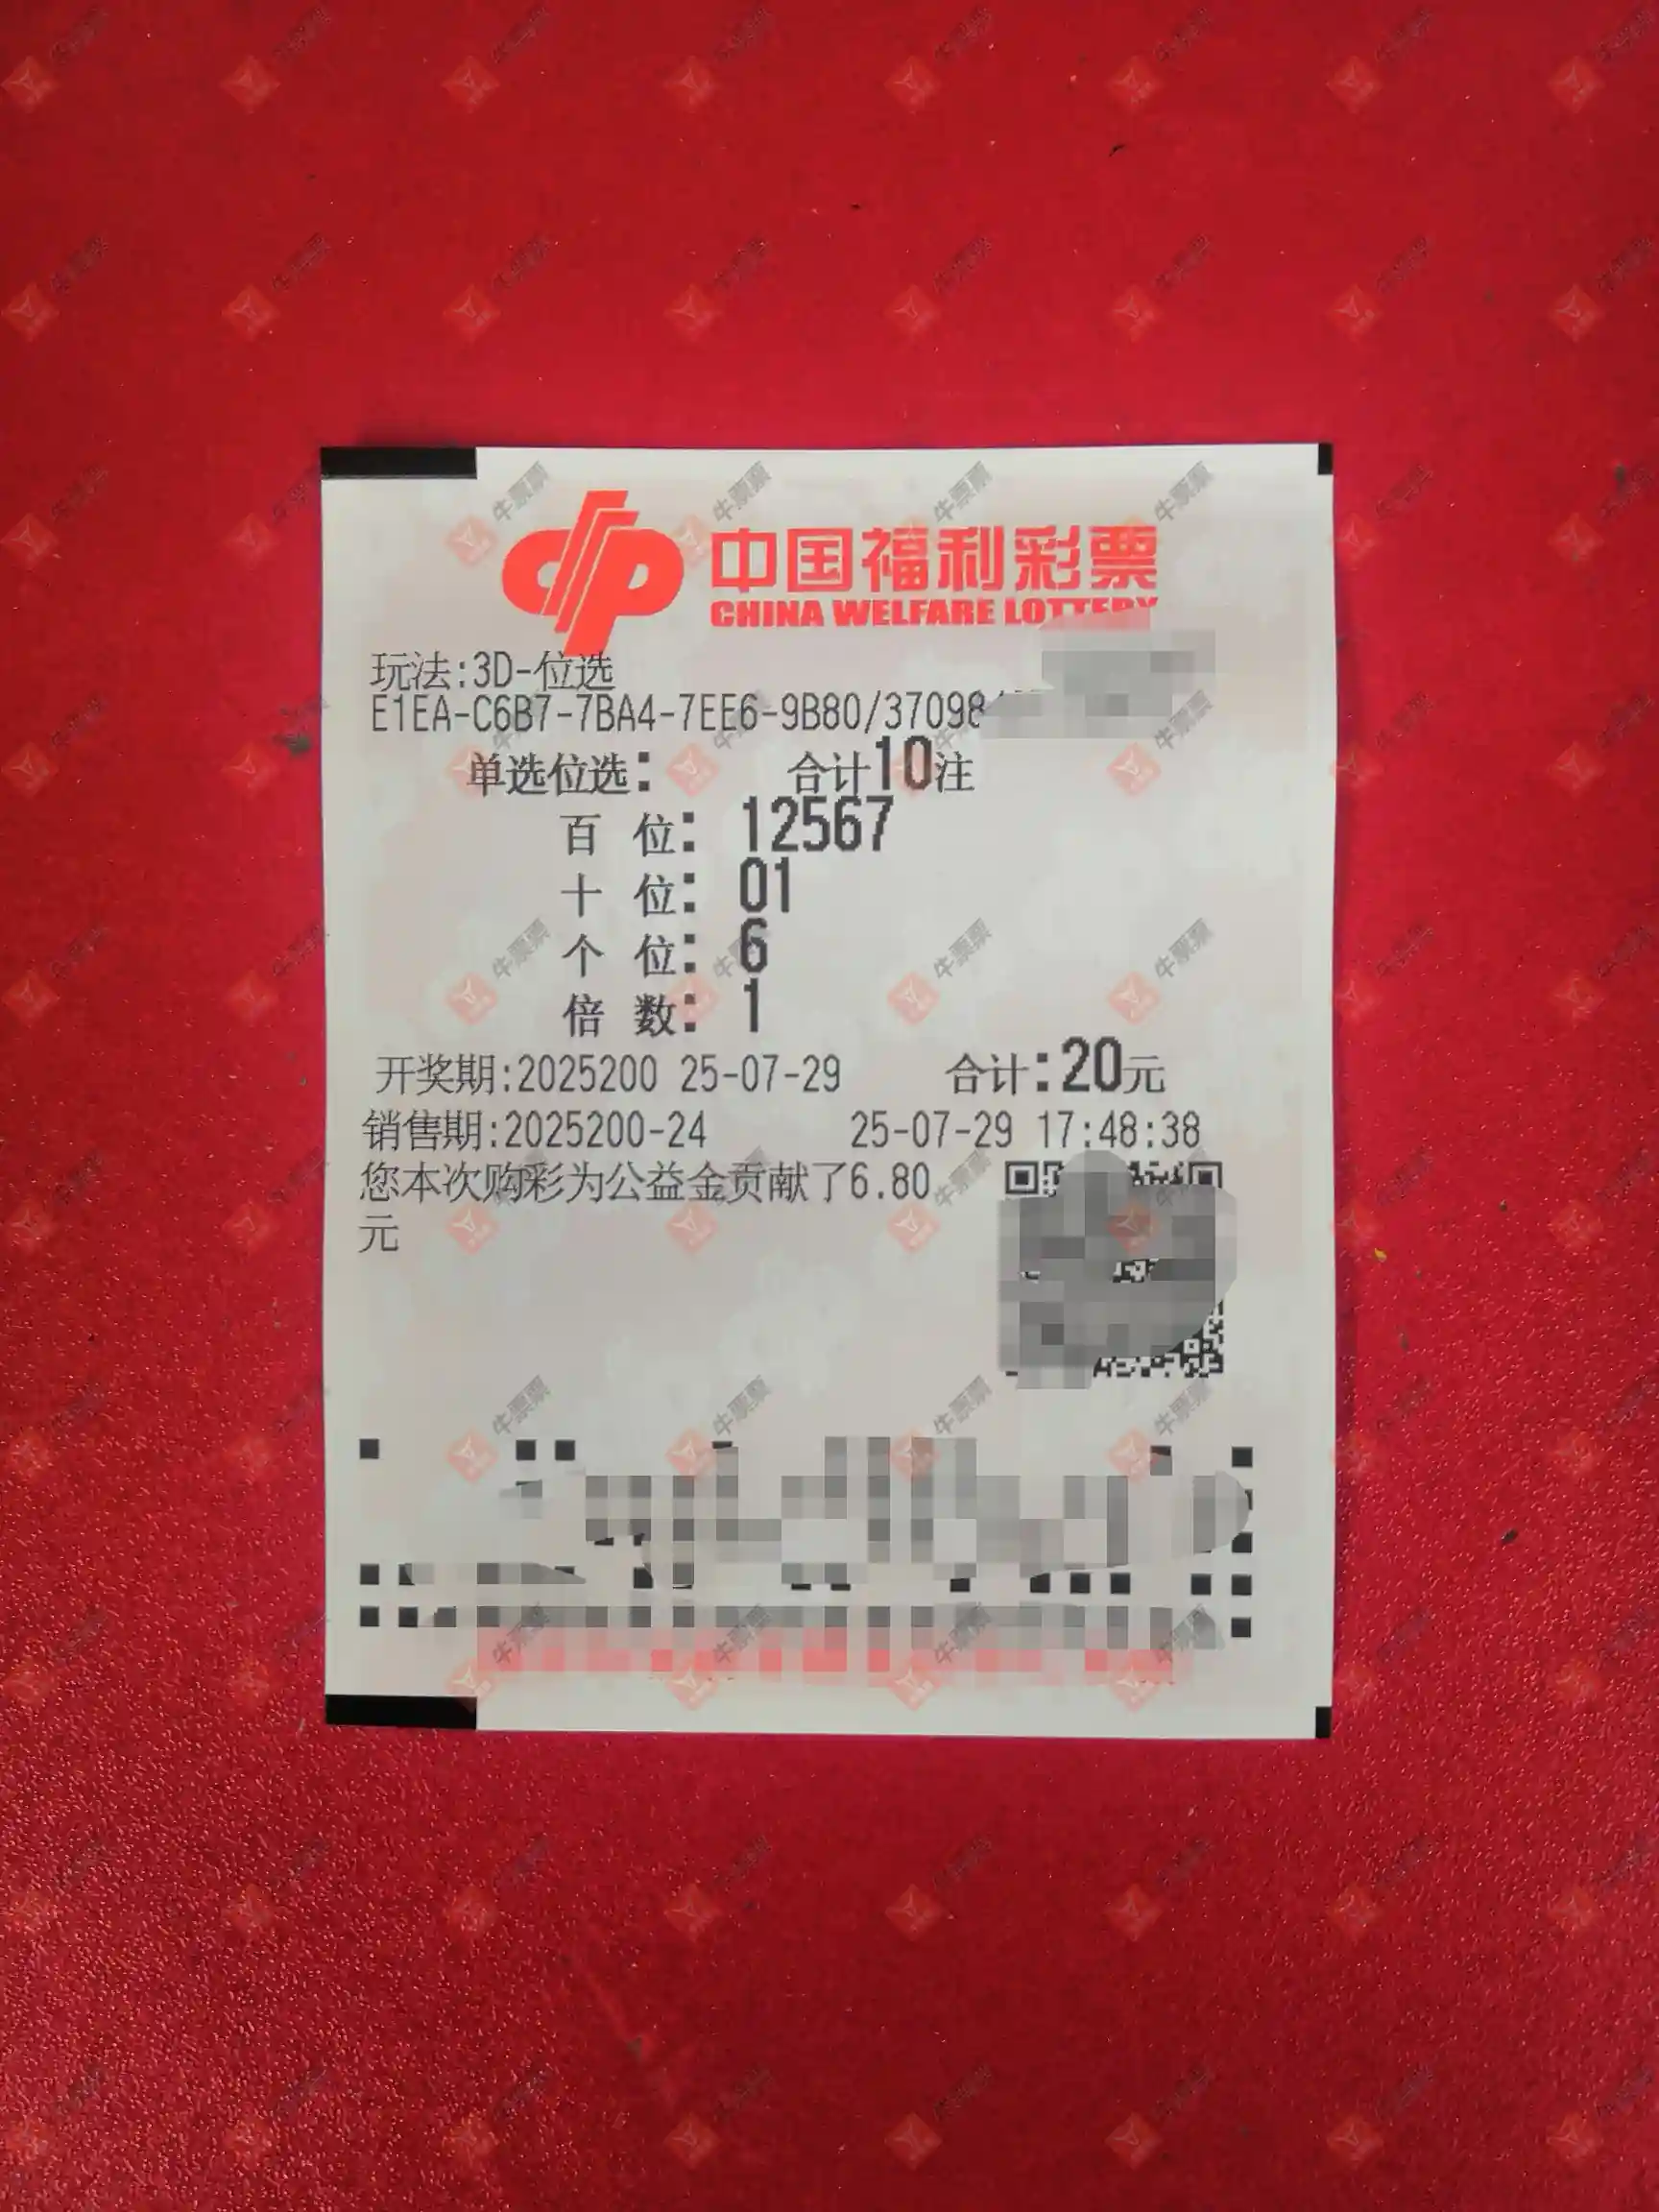 中国福利彩票
CHINA WELFARE LOTTERY
玩法:3D-位选
E1EA-C6B7-7BA4-7EE6-9B80/37098
单选位选: 合计10注
百 位: 12567
十 位: 01
个 位: 6
倍 数: 1
开奖期:2025200 25-07-29 合计:20元
销售期:2025200-24 25-07-29 17:48:38
您本次购彩为公益金贡献了6.80
元
牛票票